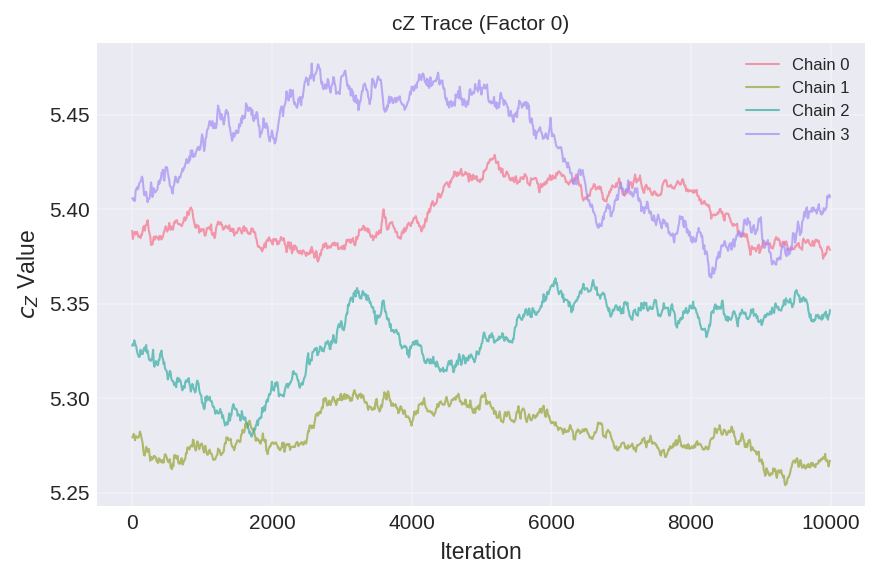 cZ Trace (Factor 0)
Chain 0
Chain 1
Chain 2
Chain 3
5.45
5.40
5.35
5.30
5.25
cZ Value
0 2000 4000 6000 8000 10000
Iteration